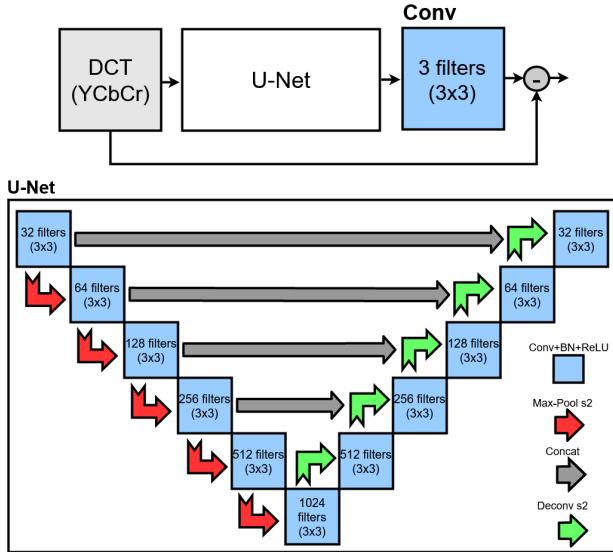 Conv
DCT
(YCbCr)
U-Net
3 filters
(3x3)
-
U-Net
32 filters
(3x3)
32 filters
(3x3)
64 filters
(3x3)
64 filters
(3x3)
128 filters
(3x3)
128 filters
(3x3)
Conv+BN+ReLU
256 filters
(3x3)
256 filters
(3x3)
Max-Pool s2
512 filters
(3x3)
512 filters
(3x3)
Concat
1024
filters
(3x3)
Deconv s2